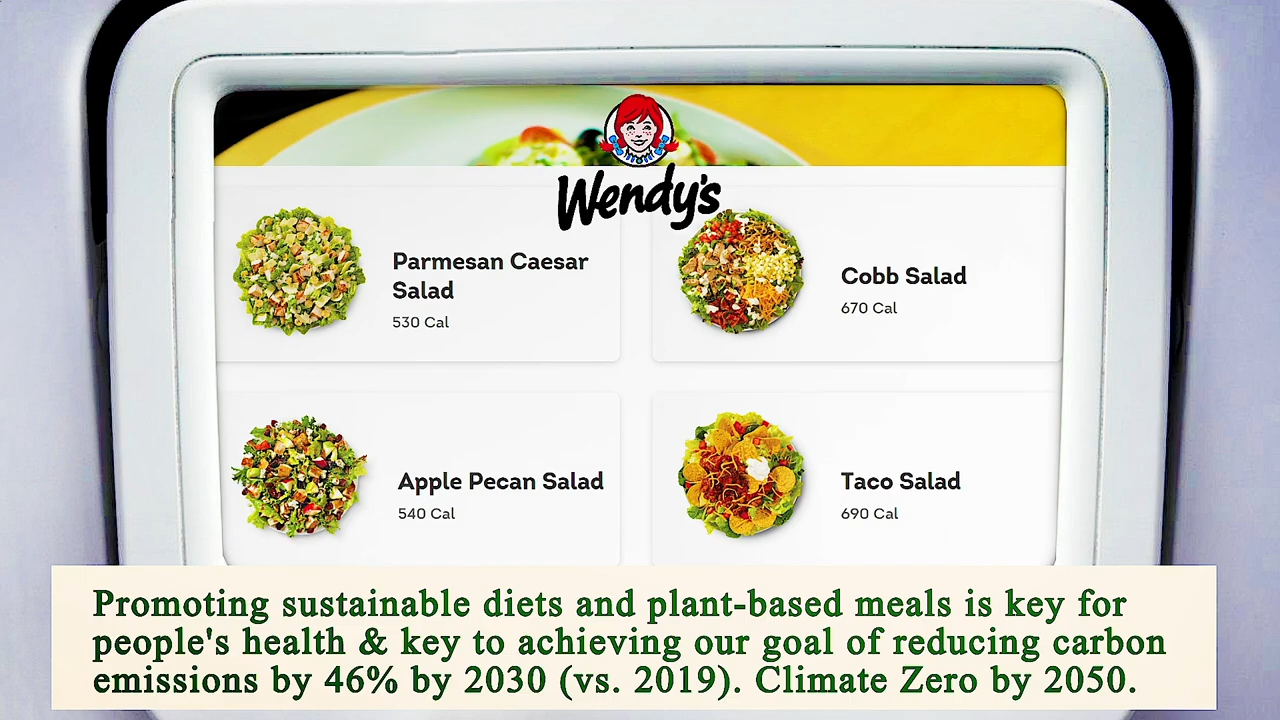 Wendy's
Parmesan Caesar
Salad
530 Cal
Cobb Salad
670 Cal
Apple Pecan Salad
540 Cal
Taco Salad
690 Cal
Promoting sustainable diets and plant-based meals is key for
people's health & key to achieving our goal of reducing carbon
emissions by 46% by 2030 (vs. 2019). Climate Zero by 2050.